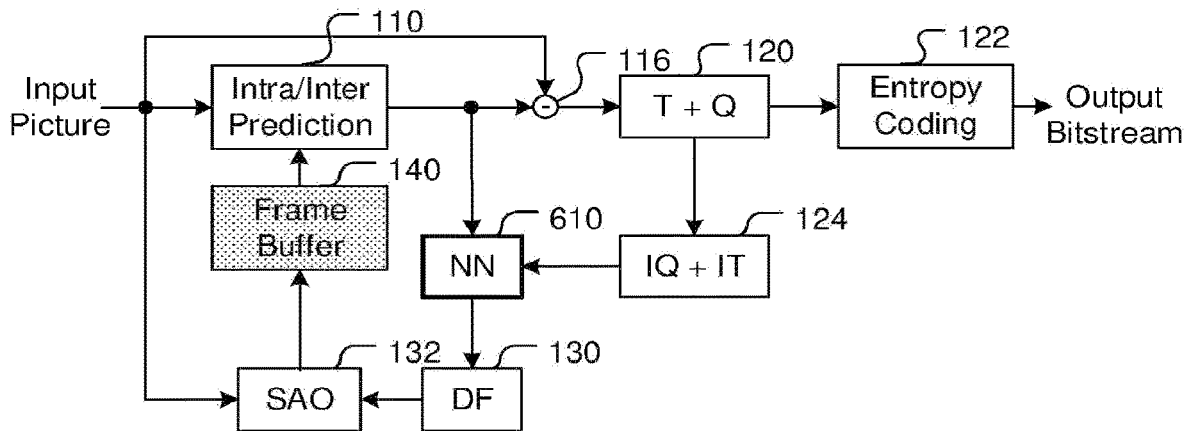 110
116
120
122
Input
Picture
Intra/Inter
Prediction
-
T + Q
Entropy
Coding
Output
Bitstream
140
Frame
Buffer
610
NN
124
IQ + IT
132
SAO
130
DF